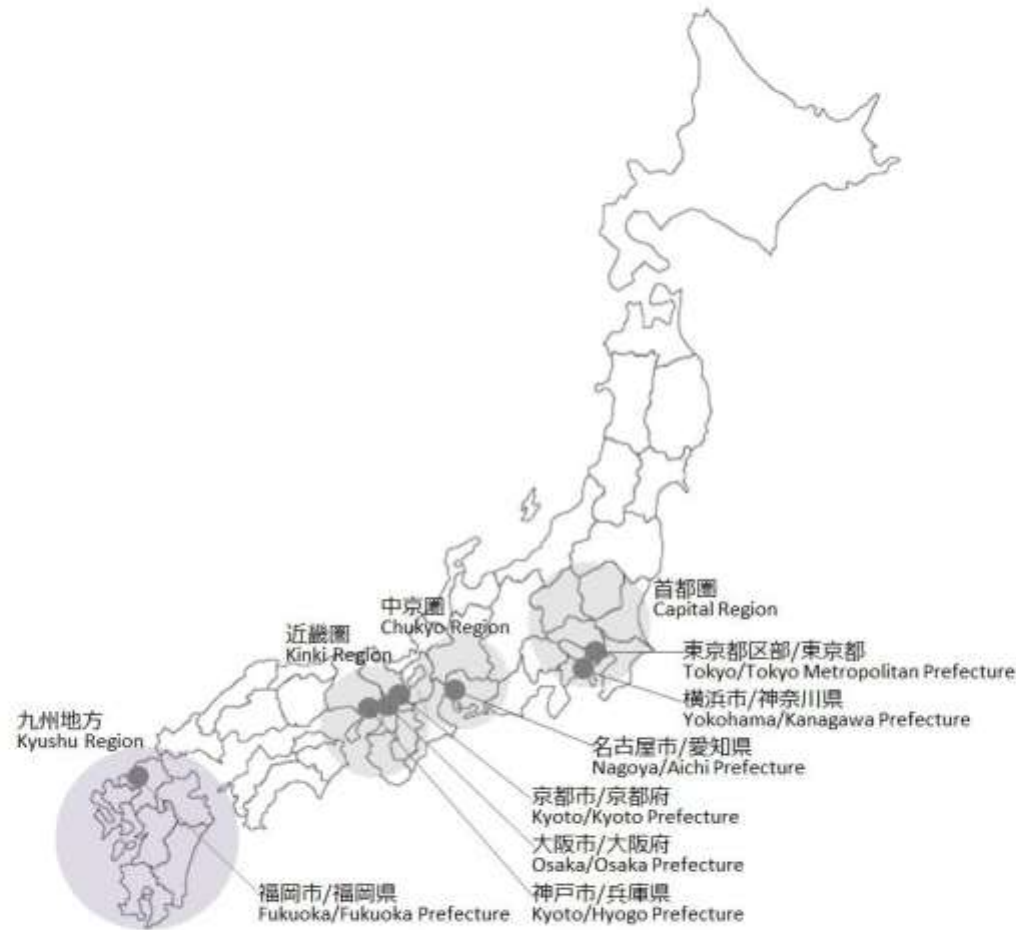 首都圏
Capital Region
中京圏
Chukyo Region
近畿圏
Kinki Region
東京都区部/東京都
Tokyo/Tokyo Metropolitan Prefecture
横浜市/神奈川県
Yokohama/Kanagawa Prefecture
九州地方
Kyushu Region
名古屋市/愛知県
Nagoya/Aichi Prefecture
京都市/京都府
Kyoto/Kyoto Prefecture
大阪市/大阪府
Osaka/Osaka Prefecture
神戸市/兵庫県
Kyoto/Hyogo Prefecture
福岡市/福岡県
Fukuoka/Fukuoka Prefecture